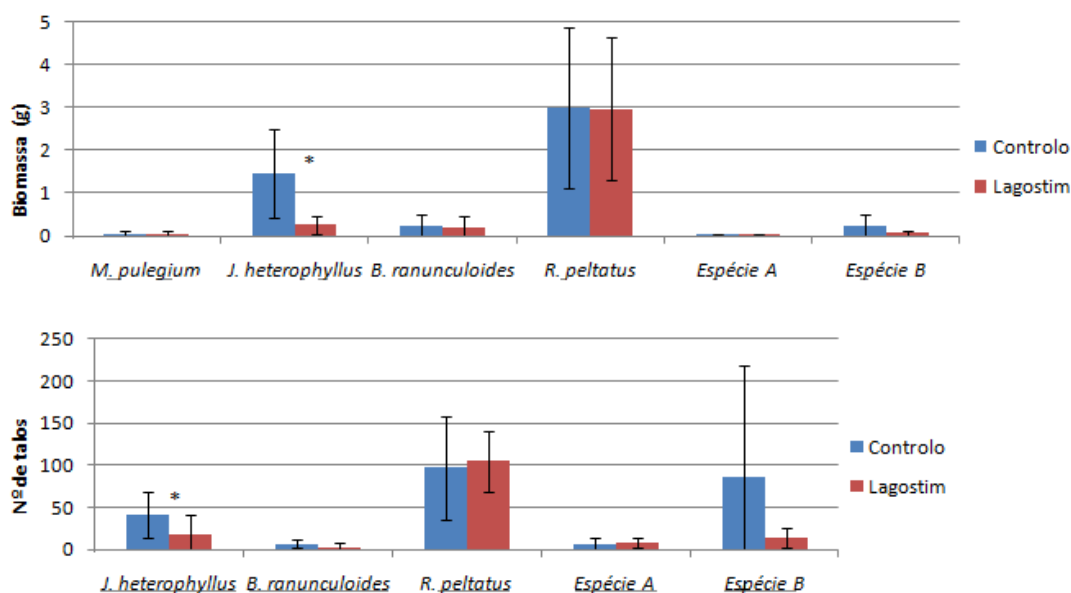 5
4
3
2
1
0
Biomassa (g)
*
M. pulegium
J. heterophyllus
B. ranunculoides
R. peltatus
Espécie A
Espécie B
Controlo
Lagostim
250
200
150
100
50
0
Nº de talos
*
J. heterophyllus
B. ranunculoides
R. peltatus
Espécie A
Espécie B
Controlo
Lagostim